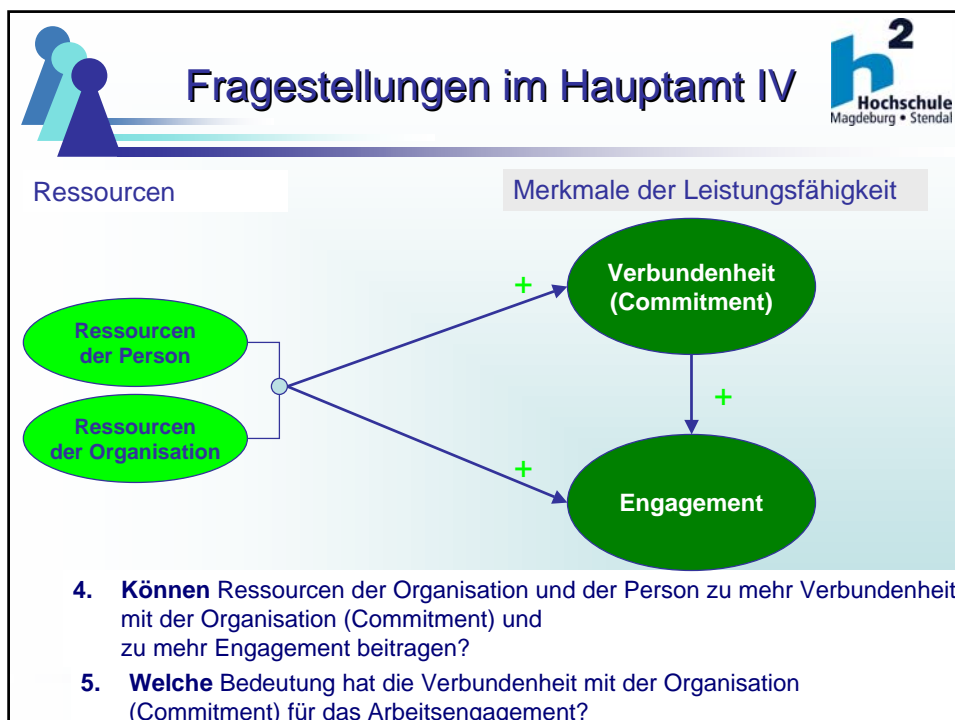 Fragestellungen im Hauptamt IV
h2
Hochschule
Magdeburg • Stendal
Ressourcen
Merkmale der Leistungsfähigkeit
Verbundenheit
(Commitment)
+
Ressourcen
der Person
+
Ressourcen
der Organisation
+
Engagement
4. Können Ressourcen der Organisation und der Person zu mehr Verbundenheit
mit der Organisation (Commitment) und
zu mehr Engagement beitragen?
5. Welche Bedeutung hat die Verbundenheit mit der Organisation
(Commitment) für das Arbeitsengagement?